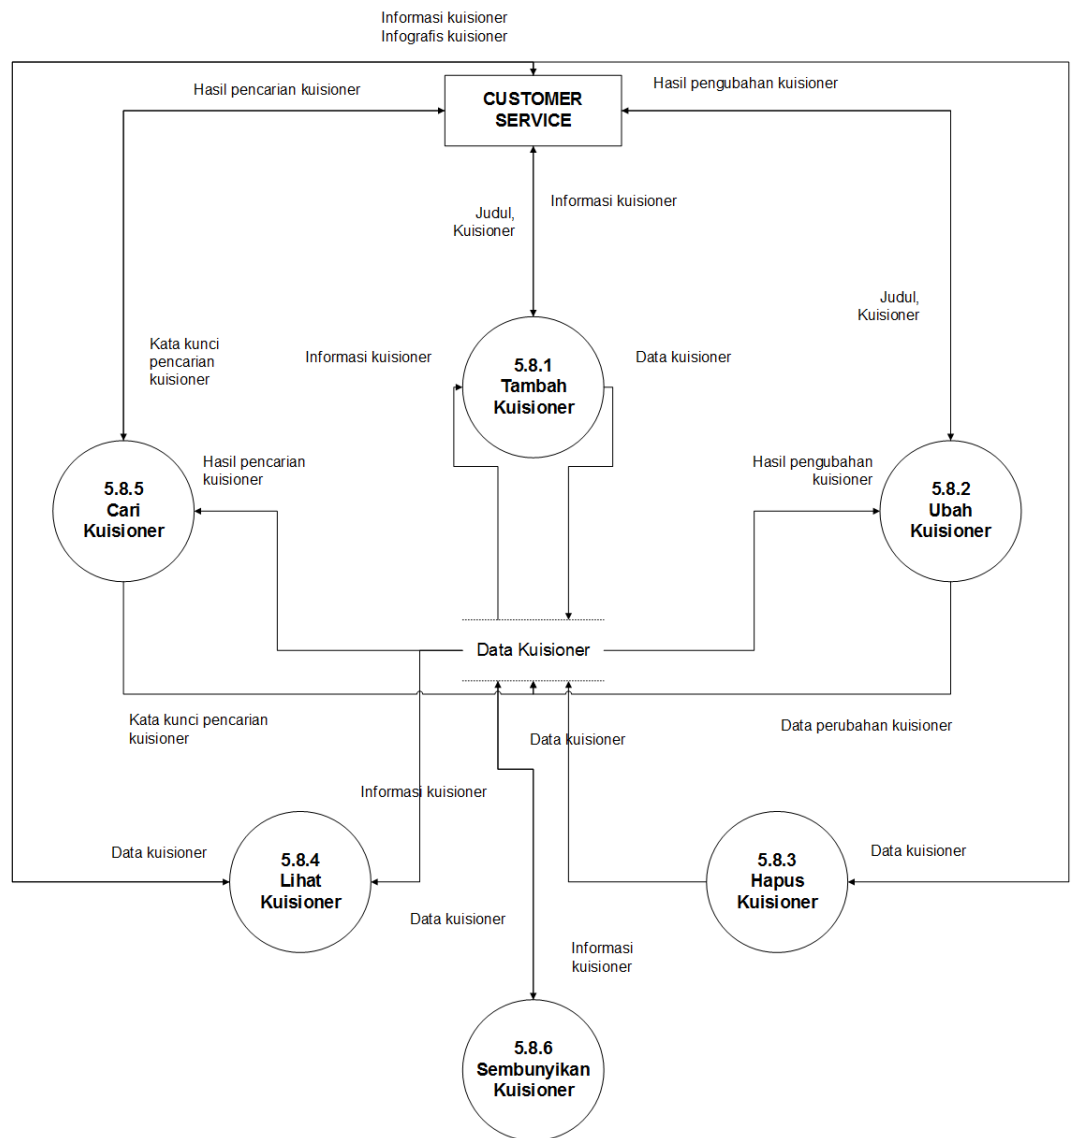 Informasi kuisioner
Infografis kuisioner
Hasil pencarian kuisioner
CUSTOMER
SERVICE
Hasil pengubahan kuisioner
Judul,
Kuisioner
Informasi kuisioner
Judul,
Kuisioner
Kata kunci
pencarian
kuisioner
Informasi kuisioner
5.8.1
Tambah
Kuisioner
Data kuisioner
5.8.5
Cari
Kuisioner
Hasil pencarian
kuisioner
Hasil pengubahan
kuisioner
5.8.2
Ubah
Kuisioner
Data Kuisioner
Kata kunci pencarian
kuisioner
Data kuisioner
Data perubahan kuisioner
Informasi kuisioner
Data kuisioner
5.8.4
Lihat
Kuisioner
5.8.3
Hapus
Kuisioner
Data kuisioner
Data kuisioner
Informasi
kuisioner
5.8.6
Sembunyikan
Kuisioner